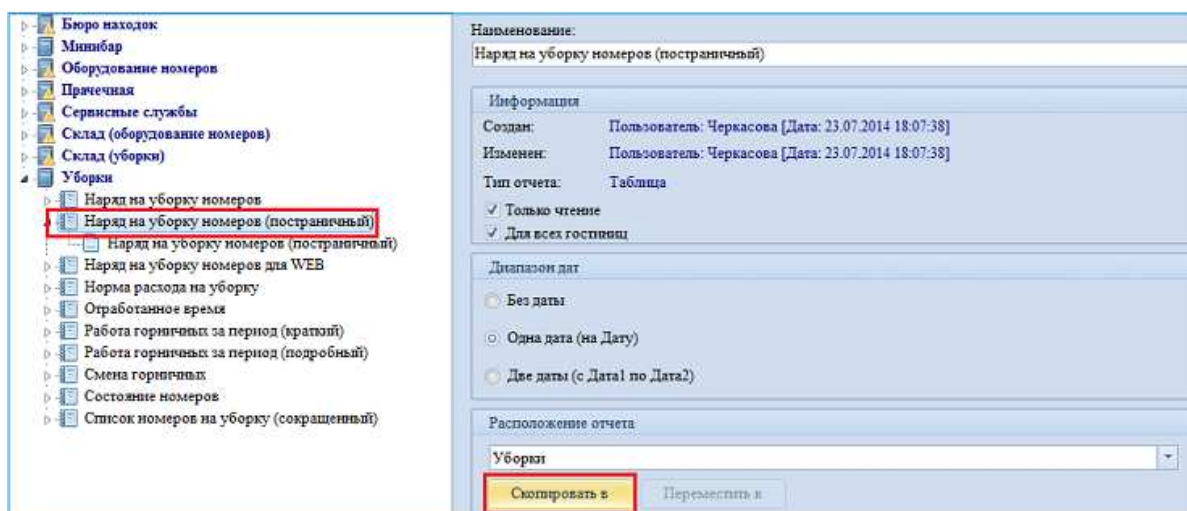 Бюро находок
Минибар
Оборудование номеров
Прачечная
Сервисные службы
Склад (оборудование номеров)
Склад (уборки)
Уборки
Наряд на уборку номеров
Наряд на уборку номеров (постраничный)
Наряд на уборку номеров (постраничный)
Наряд на уборку номеров для WEB
Норма расхода на уборку
Отработанное время
Работа горничных за период (краткий)
Работа горничных за период (подробный)
Смена горничных
Состояние номеров
Список номеров на уборку (сокращенный)
Наименование:
Наряд на уборку номеров (постраничный)
Информация
Создан: Пользователь: Черкасова [Дата: 23.07.2014 18:07:38]
Изменен: Пользователь: Черкасова [Дата: 23.07.2014 18:07:38]
Тип отчета: Таблица
Только чтение
Для всех гостиниц
Диапазон дат
Без даты
Одна дата (на Дату)
Две даты (с Дата1 по Дата2)
Расположение отчета
Уборки
Скопировать в Переместить в